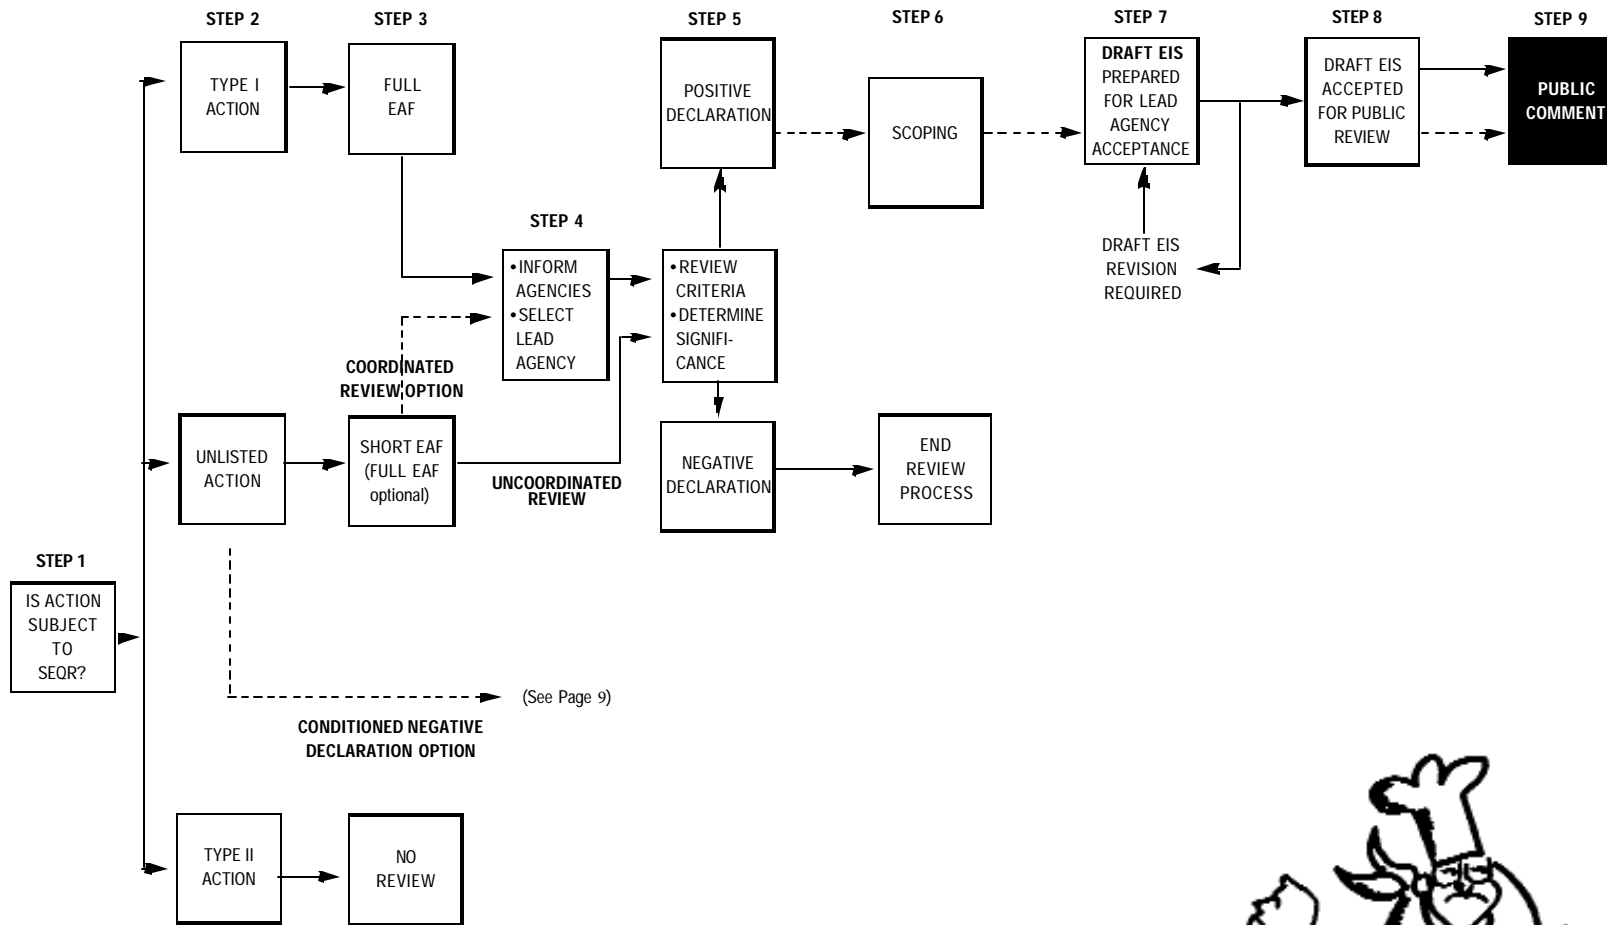 STEP 2
STEP 3
STEP 5
STEP 6
STEP 7
STEP 8
STEP 9
TYPE I
ACTION
FULL
EAF
POSITIVE
DECLARATION
SCOPING
DRAFT EIS
PREPARED
FOR LEAD
AGENCY
ACCEPTANCE
DRAFT EIS
ACCEPTED
FOR PUBLIC
REVIEW
PUBLIC
COMMENT
STEP 4
•INFORM
AGENCIES
•SELECT
LEAD
AGENCY
•REVIEW
CRITERIA
•DETERMINE
SIGNIFI-
CANCE
DRAFT EIS
REVISION
REQUIRED
COORDINATED
REVIEW OPTION
UNLISTED
ACTION
SHORT EAF
(FULL EAF
optional)
UNCOORDINATED
REVIEW
NEGATIVE
DECLARATION
END
REVIEW
PROCESS
STEP 1
IS ACTION
SUBJECT
TO
SEQR?
(See Page 9)
CONDITIONED NEGATIVE
DECLARATION OPTION
TYPE II
ACTION
NO
REVIEW